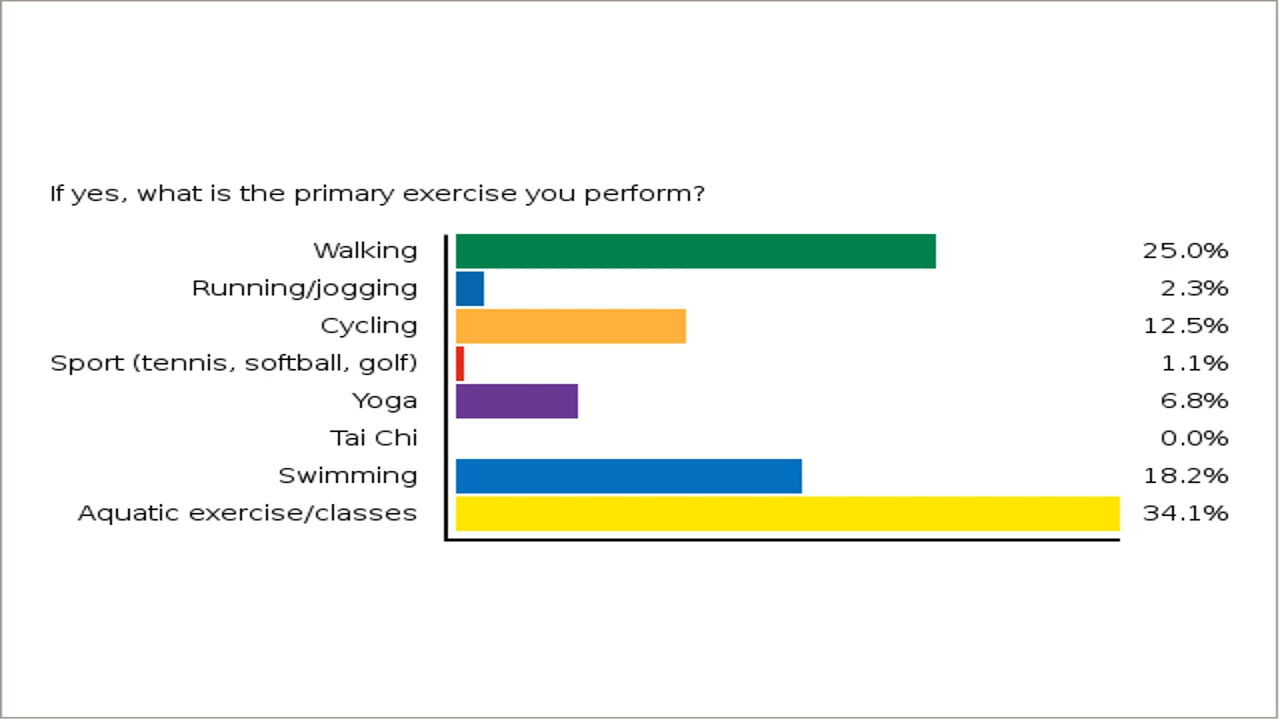 If yes, what is the primary exercise you perform?
Walking 25.0%
Running/jogging 2.3%
Cycling 12.5%
Sport (tennis, softball, golf) 1.1%
Yoga 6.8%
Tai Chi 0.0%
Swimming 18.2%
Aquatic exercise/classes 34.1%